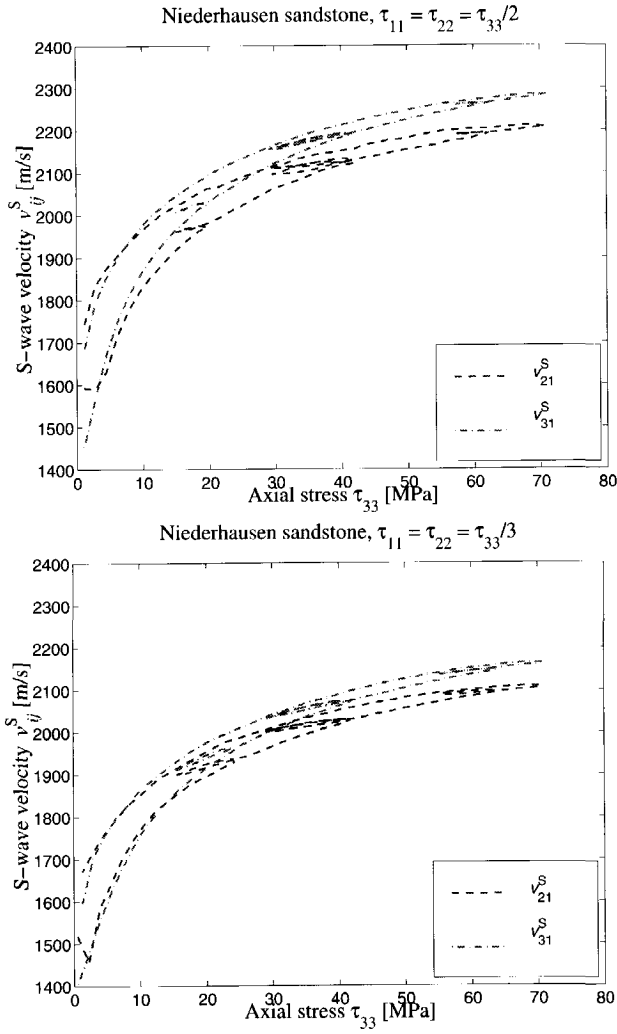 Niederhausen sandstone, τ11 = τ22 = τ33/2
2400
2300
2200
2100
2000
1900
1800
1700
1600
1500
1400
S-wave velocity v^S_ij [m/s]
v^S_21
v^S_31
0 10 20 30 40 50 60 70 80
Axial stress τ33 [MPa]
Niederhausen sandstone, τ11 = τ22 = τ33/3
2400
2300
2200
2100
2000
1900
1800
1700
1600
1500
1400
S-wave velocity v^S_ij [m/s]
v^S_21
v^S_31
0 10 20 30 40 50 60 70 80
Axial stress τ33 [MPa]